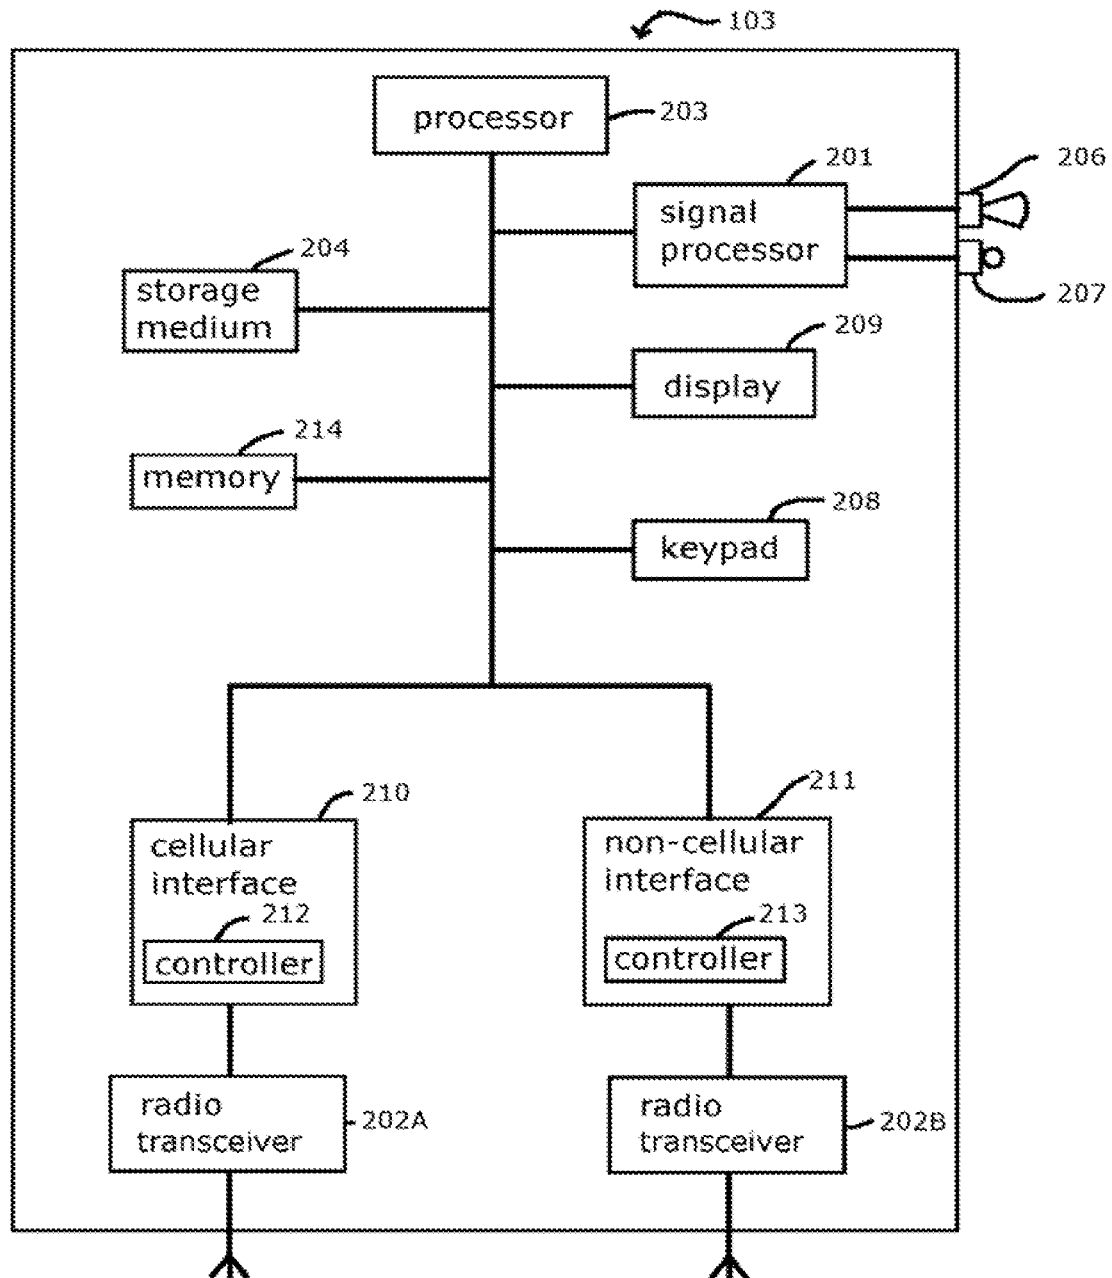 103
processor
203
201
206
signal
processor
204
storage
medium
207
209
display
214
memory
208
keypad
210
211
cellular
interface
non-cellular
interface
212
controller
213
controller
radio
transceiver
202A
radio
transceiver
202B